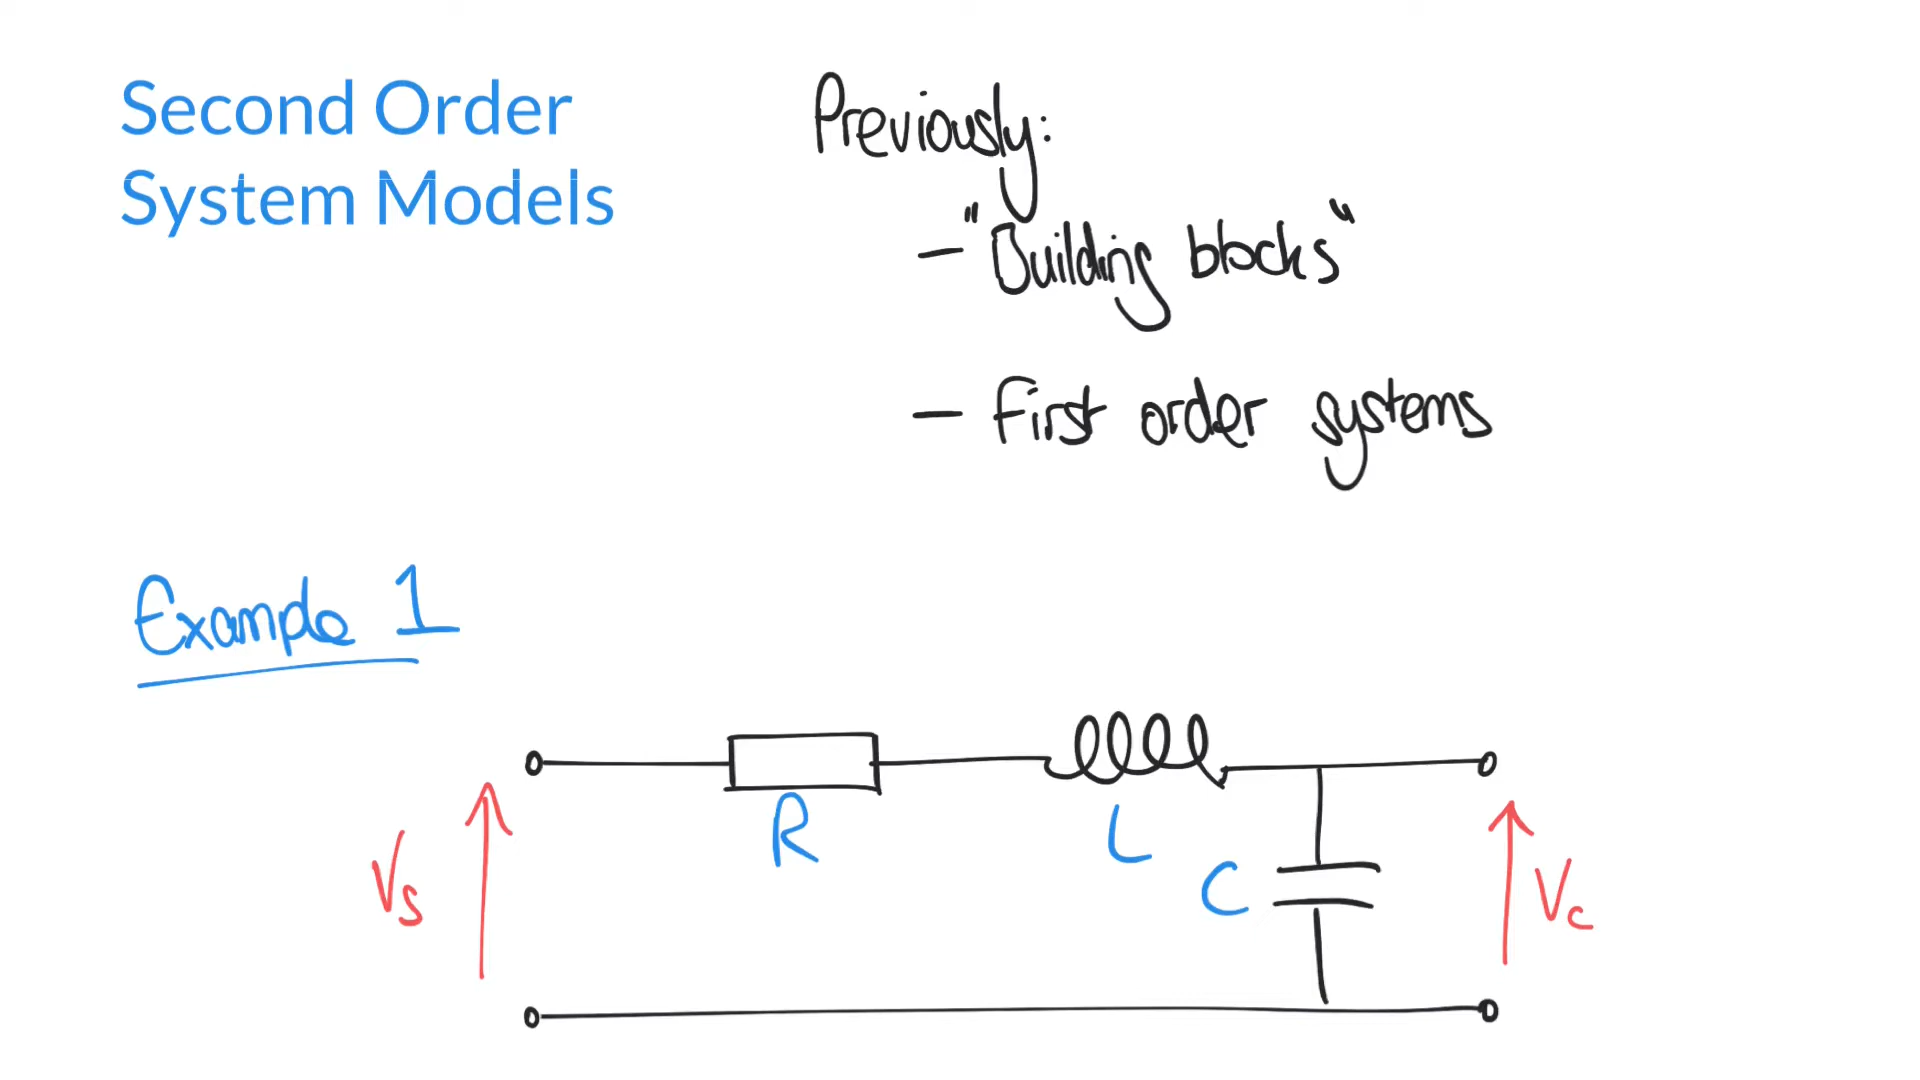 Second Order
System Models
Previously:
- "Building blocks"
- First order systems
Example 1
R
L
C
Vs
Vc